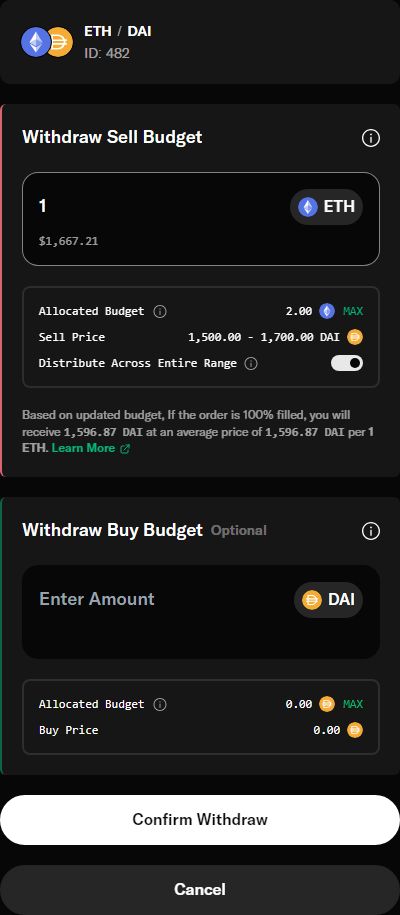 ETH / DAI
ID: 482
Withdraw Sell Budget
1 ETH
$1,667.21
Allocated Budget 2.00 MAX
Sell Price 1,500.00 - 1,700.00 DAI
Distribute Across Entire Range
Based on updated budget, If the order is 100% filled, you will
receive 1,596.87 DAI at an average price of 1,596.87 DAI per 1
ETH. Learn More
Withdraw Buy Budget Optional
Enter Amount DAI
Allocated Budget 0.00 MAX
Buy Price 0.00
Confirm Withdraw
Cancel